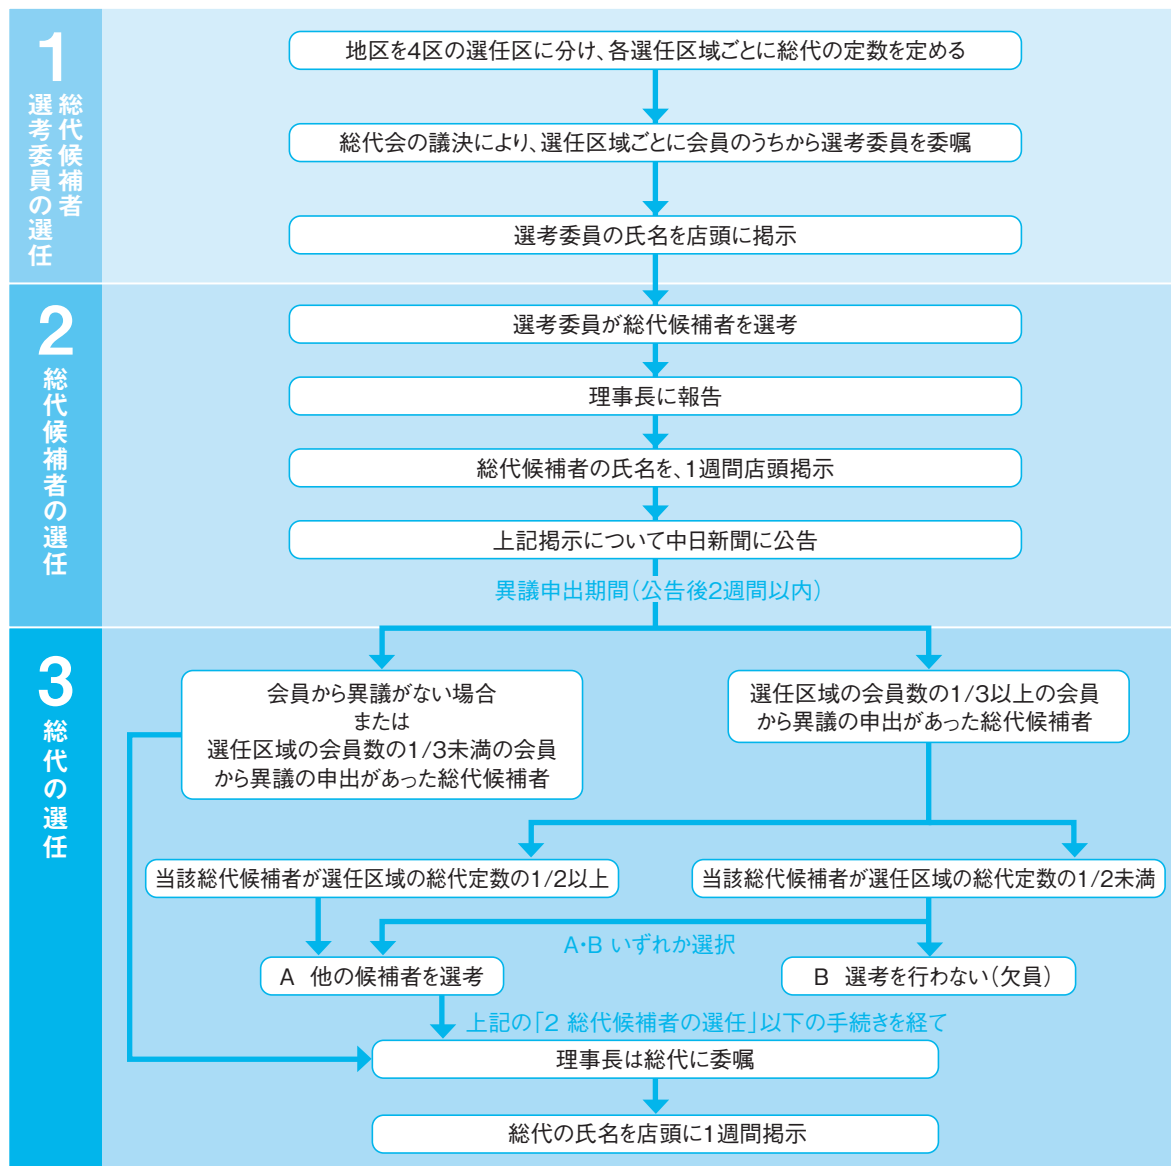 1
総代候補者
選考委員の選任
地区を4区の選任区に分け、各選任区域ごとに総代の定数を定める
総代会の議決により、選任区域ごとに会員のうちから選考委員を委嘱
選考委員の氏名を店頭に掲示
2
総代候補者の選任
選考委員が総代候補者を選考
理事長に報告
総代候補者の氏名を、1週間店頭掲示
上記掲示について中日新聞に公告
異議申出期間(公告後2週間以内)
3
総代の選任
会員から異議がない場合
または
選任区域の会員数の1/3未満の会員
から異議の申出があった総代候補者
選任区域の会員数の1/3以上の会員
から異議の申出があった総代候補者
当該総代候補者が選任区域の総代定数の1/2以上
当該総代候補者が選任区域の総代定数の1/2未満
A・B いずれか選択
A 他の候補者を選考
B 選考を行わない(欠員)
上記の「2 総代候補者の選任」以下の手続きを経て
理事長は総代に委嘱
総代の氏名を店頭に1週間掲示